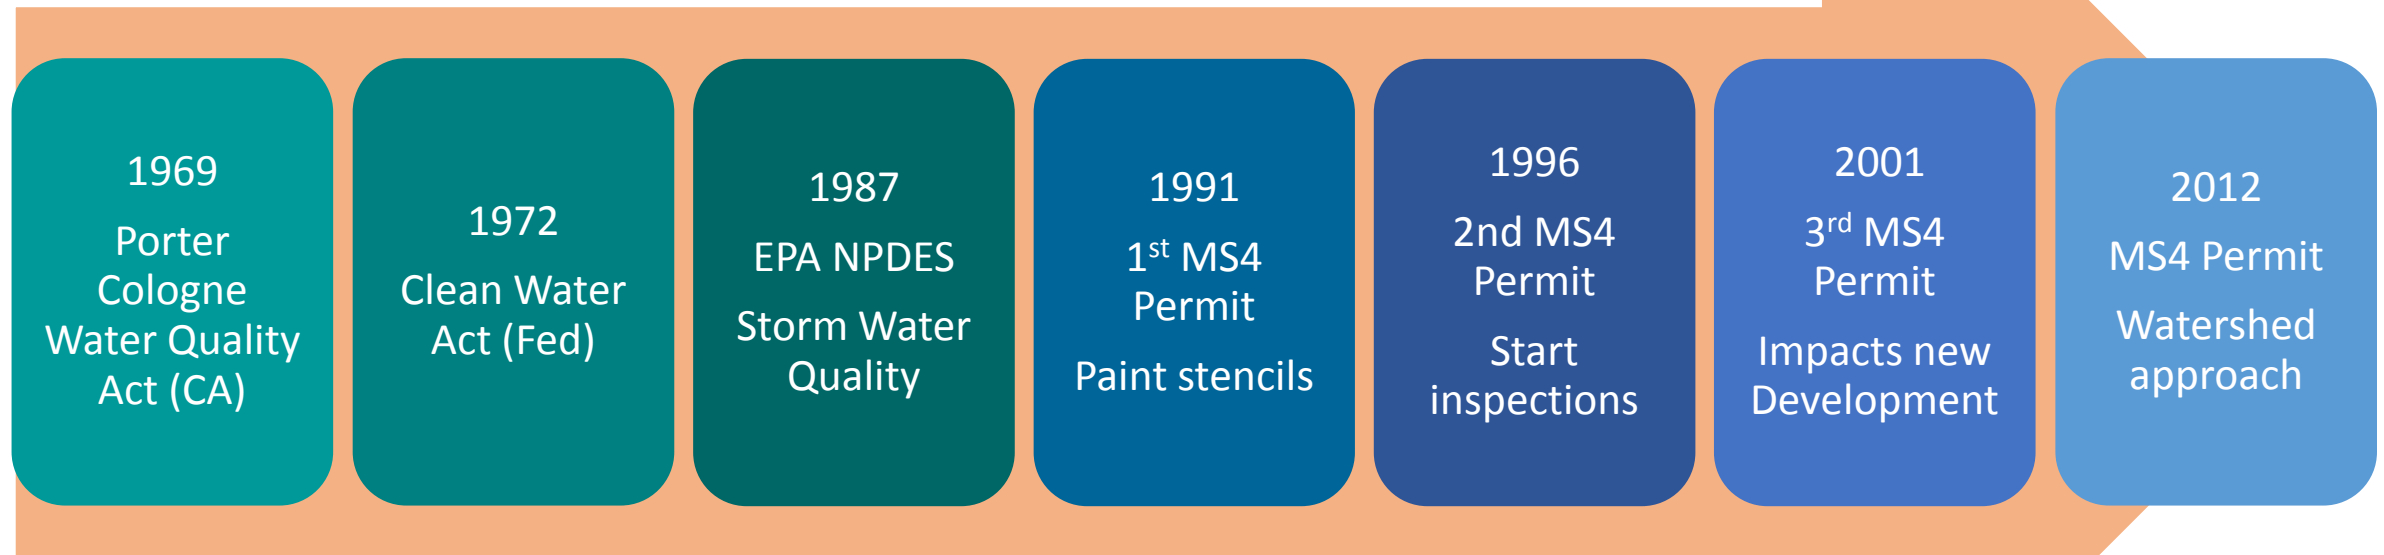 1969
Porter
Cologne
Water Quality
Act (CA)
1972
Clean Water
Act (Fed)
1987
EPA NPDES
Storm Water
Quality
1991
1st MS4
Permit
Paint stencils
1996
2nd MS4
Permit
Start
inspections
2001
3rd MS4
Permit
Impacts new
Development
2012
MS4 Permit
Watershed
approach